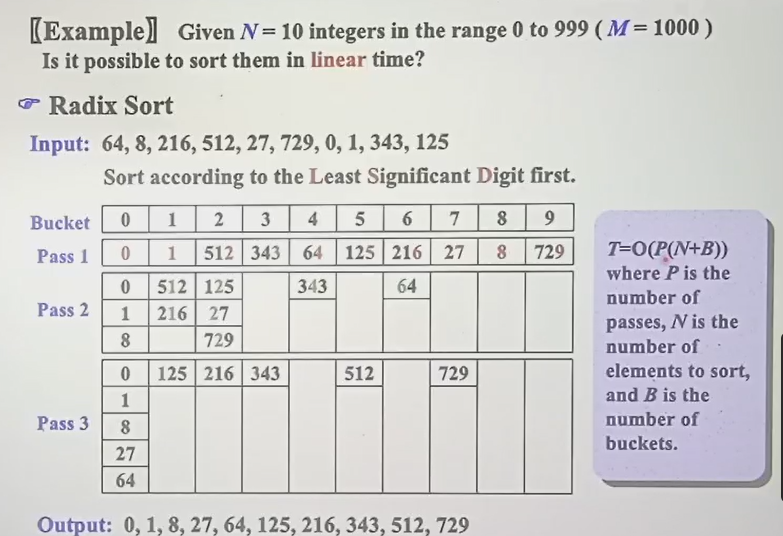 〖Example〗 Given N = 10 integers in the range 0 to 999 ( M = 1000 )
Is it possible to sort them in linear time?
☞ Radix Sort
Input: 64, 8, 216, 512, 27, 729, 0, 1, 343, 125
Sort according to the Least Significant Digit first.
Bucket 0 1 2 3 4 5 6 7 8 9
Pass 1 0 1 512 343 64 125 216 27 8 729
0 512 125 343 64
Pass 2 1 216 27
8 729
0 125 216 343 512 729
1
Pass 3 8
27
64
T=O(P(N+B))
where P is the
number of
passes, N is the
number of
elements to sort,
and B is the
number of
buckets.
Output: 0, 1, 8, 27, 64, 125, 216, 343, 512, 729